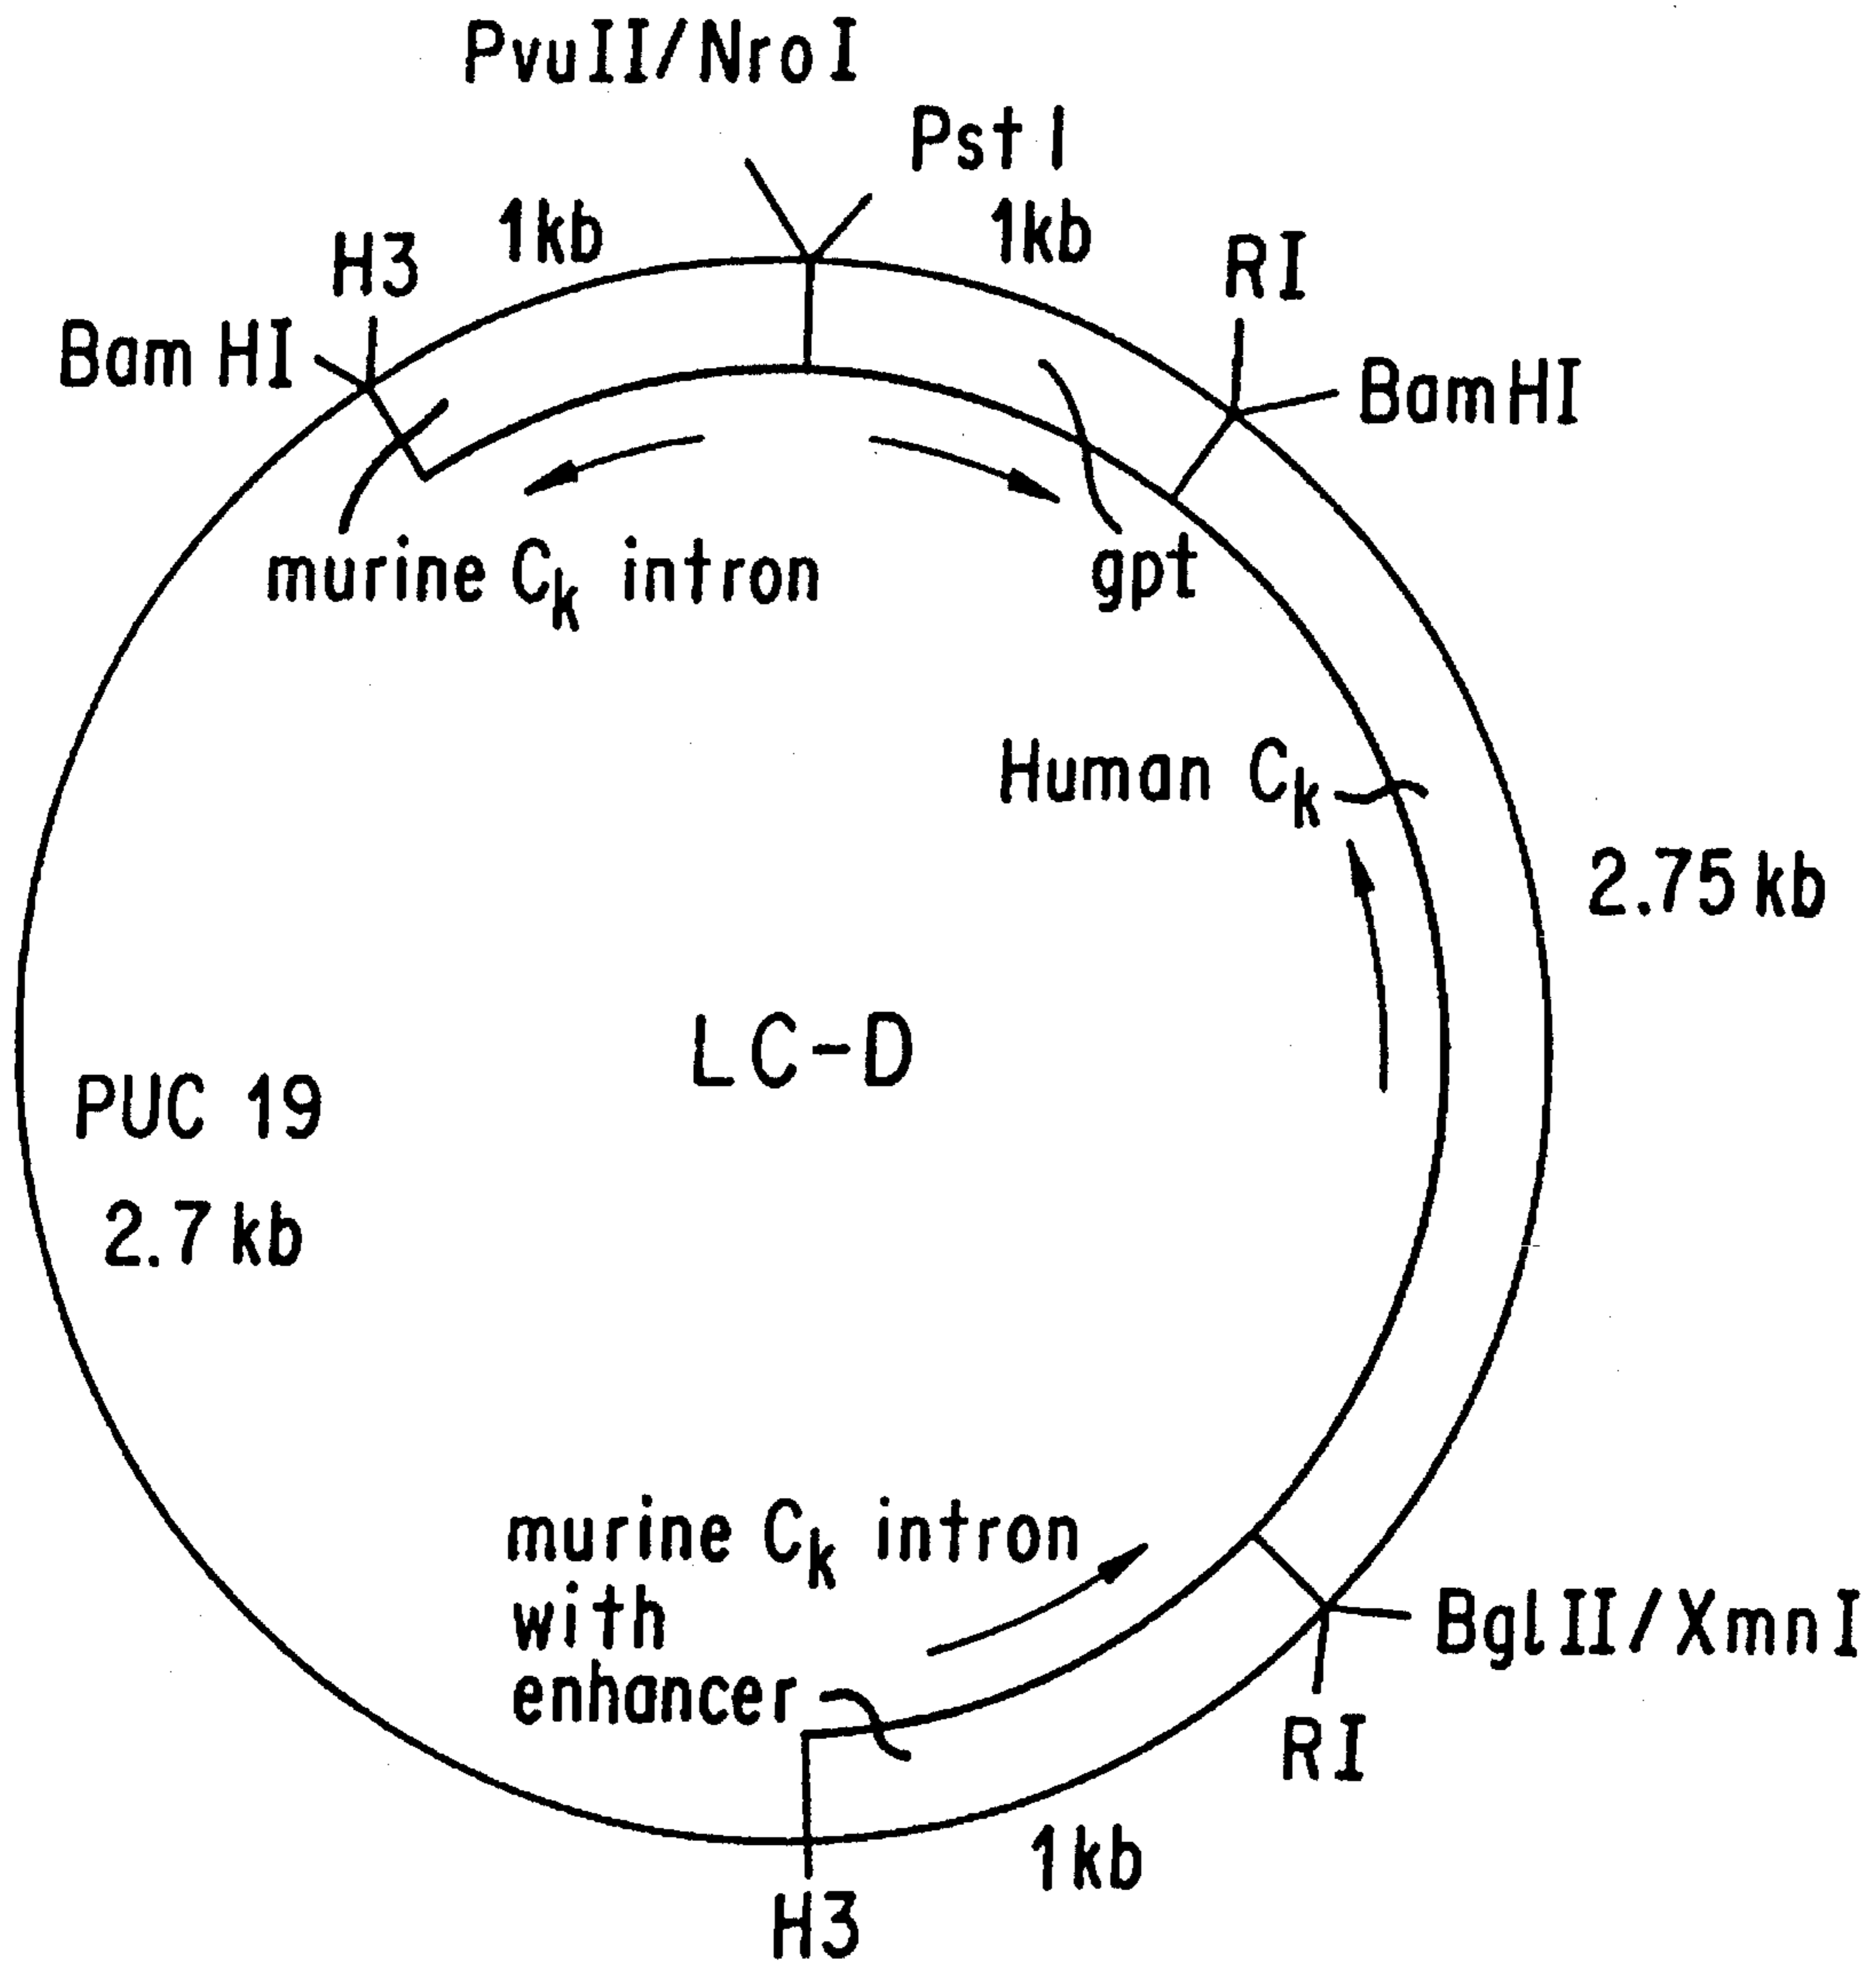 PvuII/NroI
Pst I
1kb
1kb
H3
RI
Bam HI
BamHI
murine Ck intron
gpt
Human Ck
2.75 kb
LC-D
PUC 19
2.7 kb
murine Ck intron
with
enhancer
BglII/XmnI
RI
1kb
H3